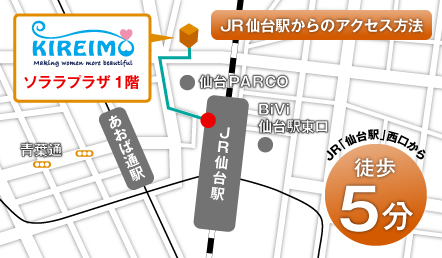 JR仙台駅からのアクセス方法
KIREIMO
Making women more beautiful
ソララプラザ 1階
仙台PARCO
BiVi
仙台駅東口
青葉通
あおば通駅
JR仙台駅
JR「仙台駅」西口から
徒歩
5分